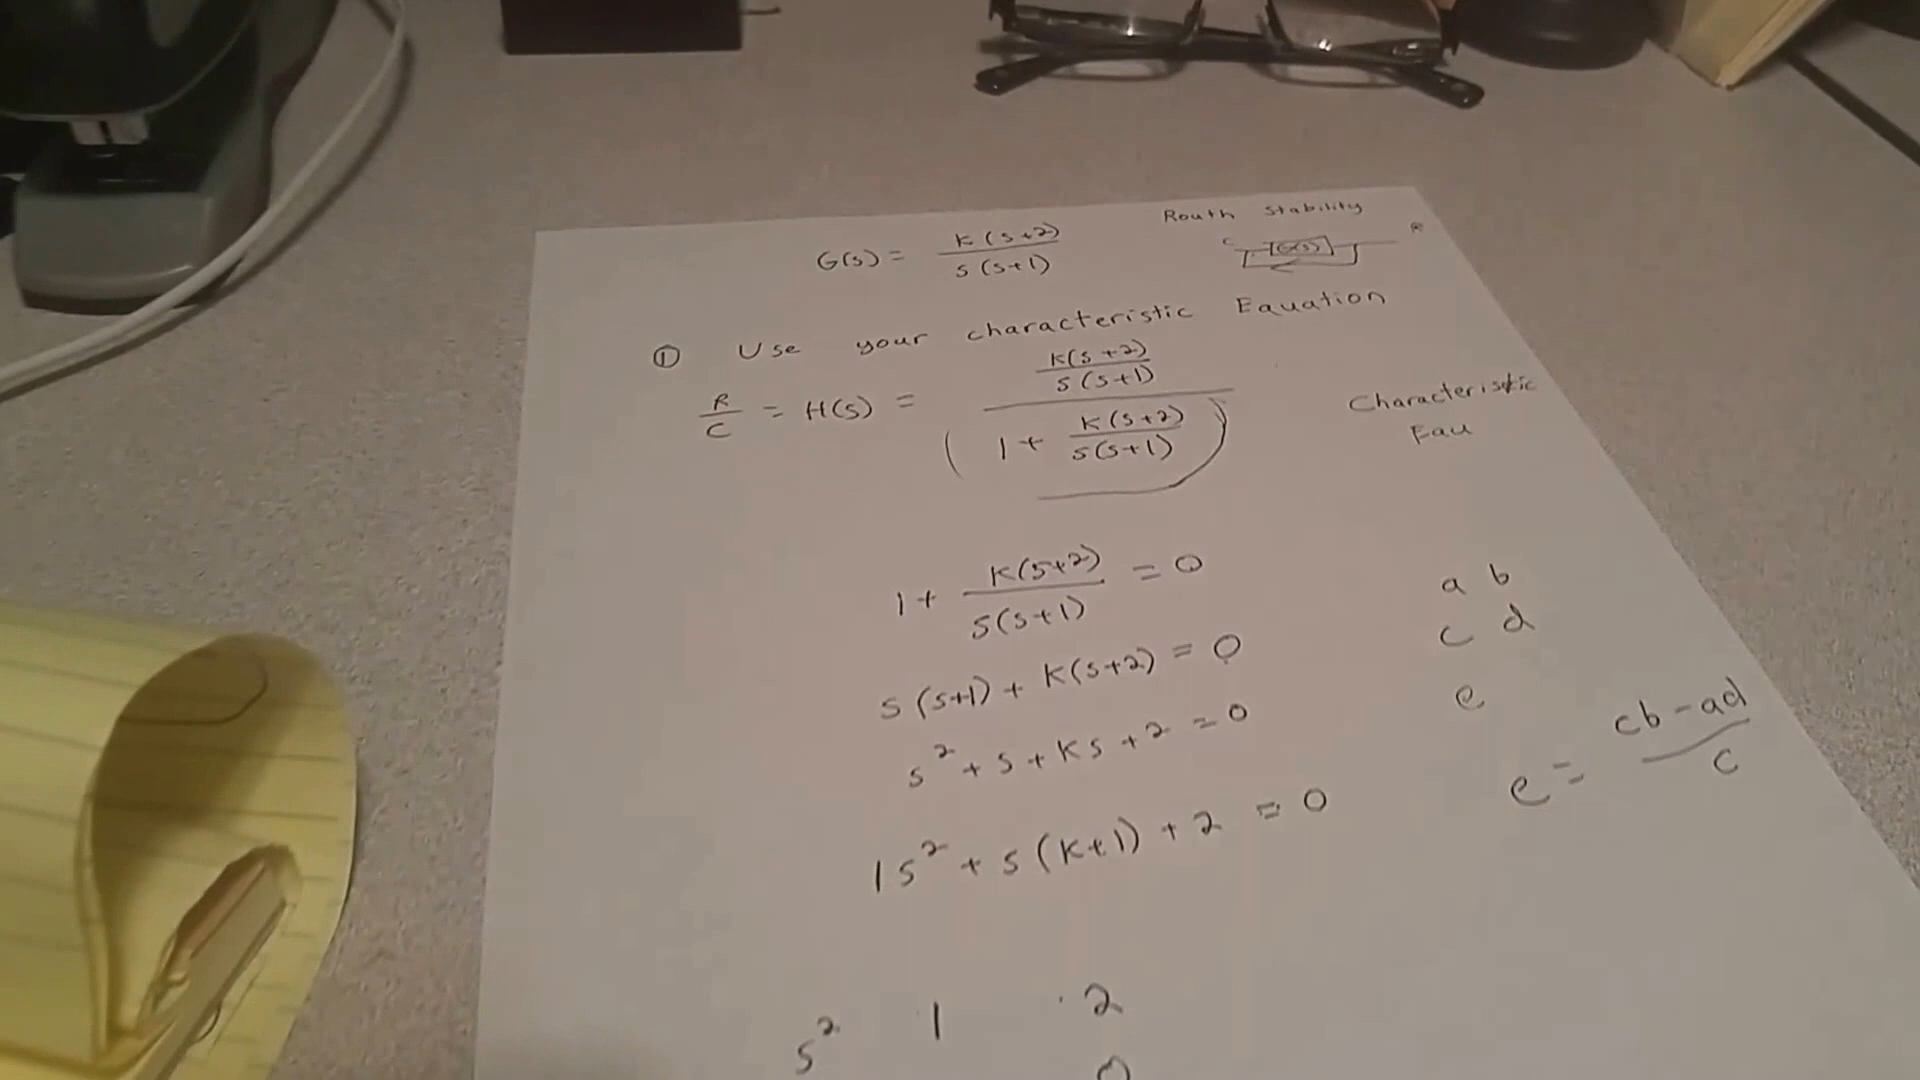 Routh Stability
G(s) = K(s+2) / s(s+1)
C G(s) R
① Use your characteristic Equation
R/C = H(s) = (K(s+2) / s(s+1)) / (1 + K(s+2) / s(s+1))
Characteristic
Equ
1 + K(s+2) / s(s+1) = 0
s(s+1) + K(s+2) = 0
s² + s + Ks + 2 = 0
1s² + s(K+1) + 2 = 0
a b
c d
e
e = cb-ad / c
s² 1 2
0